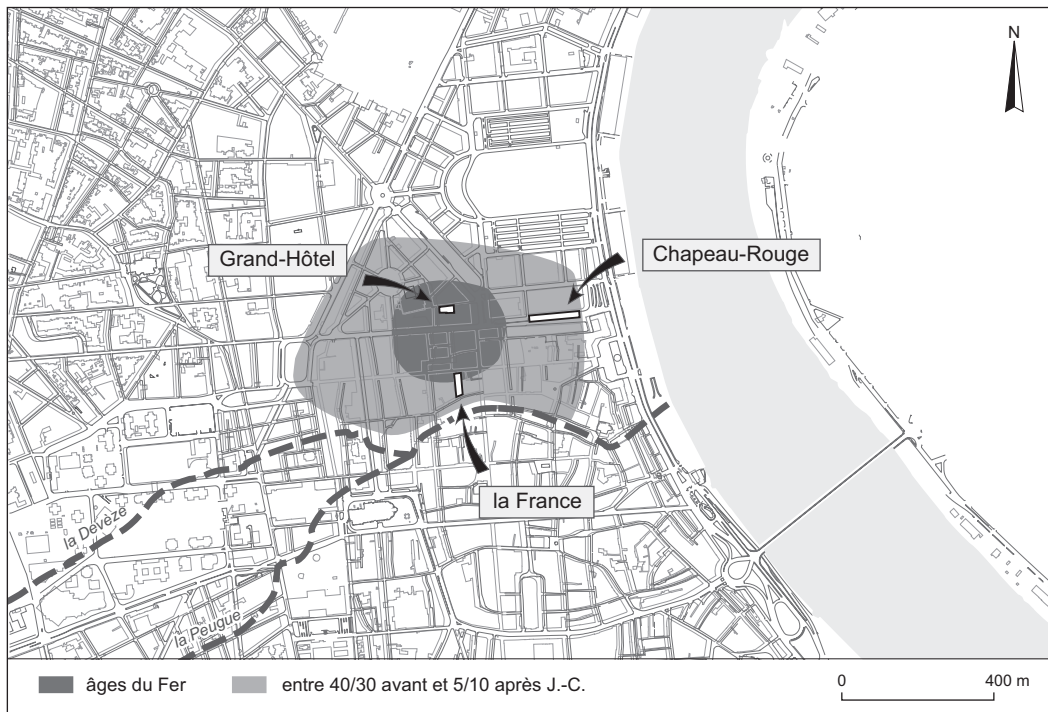 N
Grand-Hôtel
Chapeau-Rouge
la France
la Devèze
la Peugue
âges du Fer
entre 40/30 avant et 5/10 après J.-C.
0
400 m